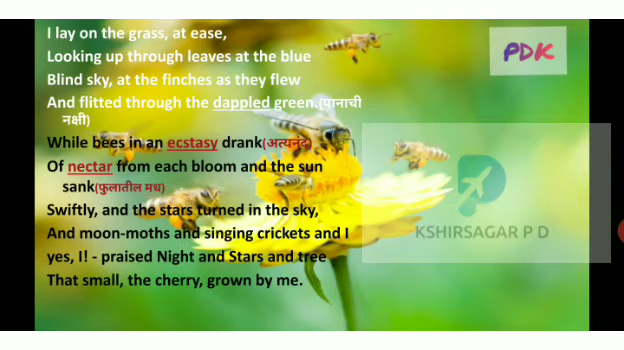 I lay on the grass, at ease,
Looking up through leaves at the blue
Blind sky, at the finches as they flew
And flitted through the dappled green.(पानाची
नक्षी)
While bees in an ecstasy drank(अत्यनंद)
Of nectar from each bloom and the sun
sank(फुलातील मध)
Swiftly, and the stars turned in the sky,
And moon-moths and singing crickets and I
yes, I! - praised Night and Stars and tree
That small, the cherry, grown by me.
PDK
KSHIRSAGAR P D